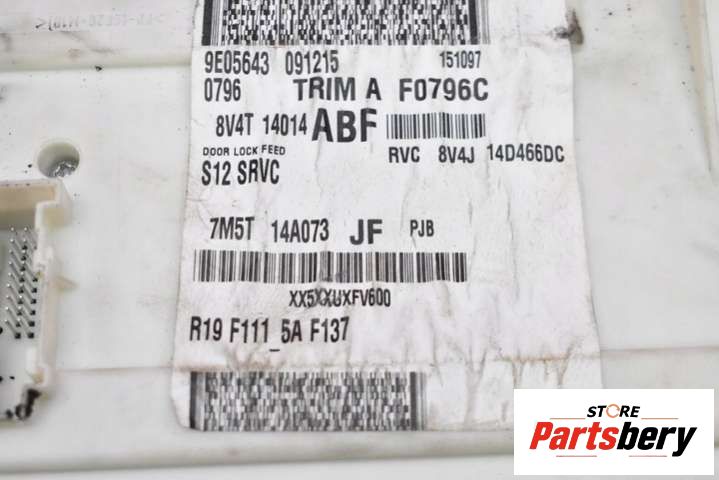 9E05643 091215 151097
0796 TRIM A F0796C
8V4T 14014 ABF
DOOR LOCK FEED RVC 8V4J 14D466DC
S12 SRVC
7M5T 14A073 JF PJB
XX5XXUXFV600
R19 F111_5A F137
STORE
Partsbery